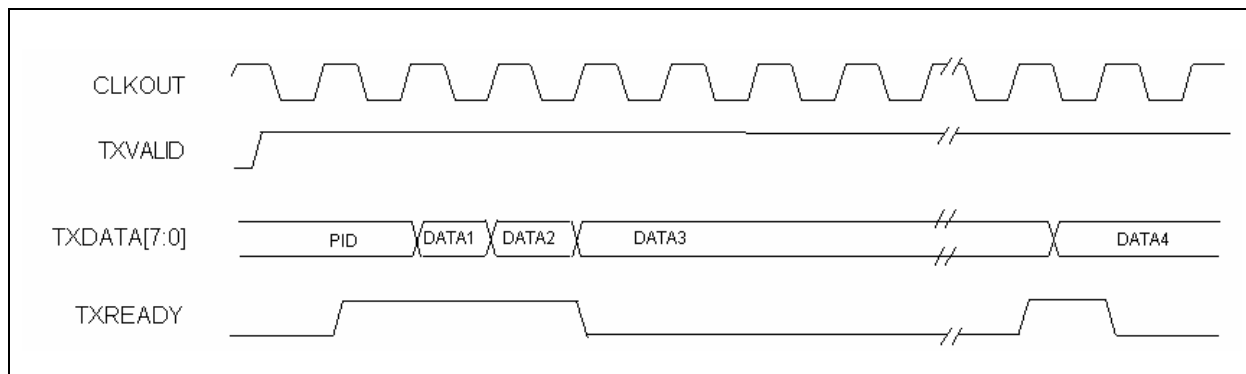 CLKOUT
TXVALID
TXDATA[7:0] PID DATA1 DATA2 DATA3 DATA4
TXREADY